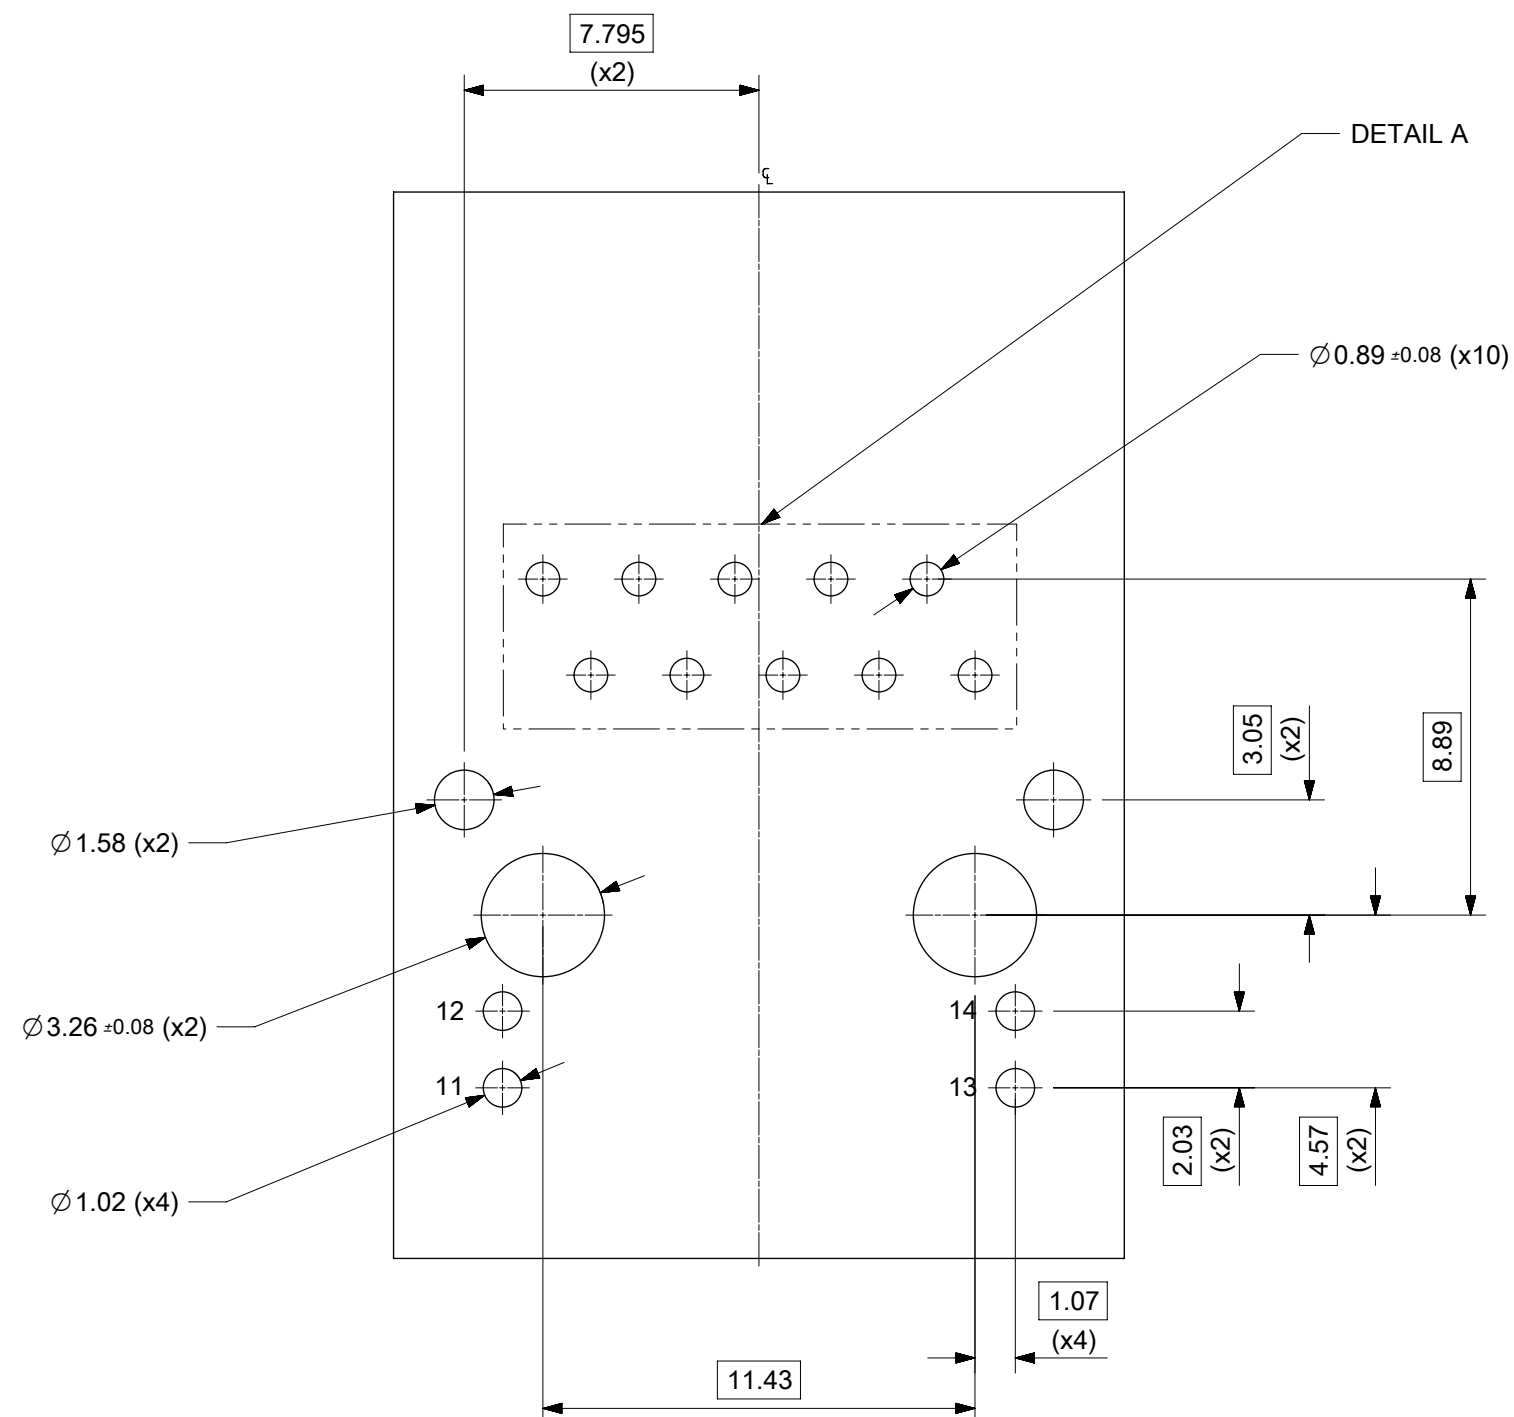 7.795
(x2)
DETAIL A
℄
∅0.89 ±0.08 (x10)
3.05
(x2)
8.89
∅1.58 (x2)
∅3.26 ±0.08 (x2)
12
14
11
13
2.03
(x2)
4.57
(x2)
∅1.02 (x4)
1.07
(x4)
11.43